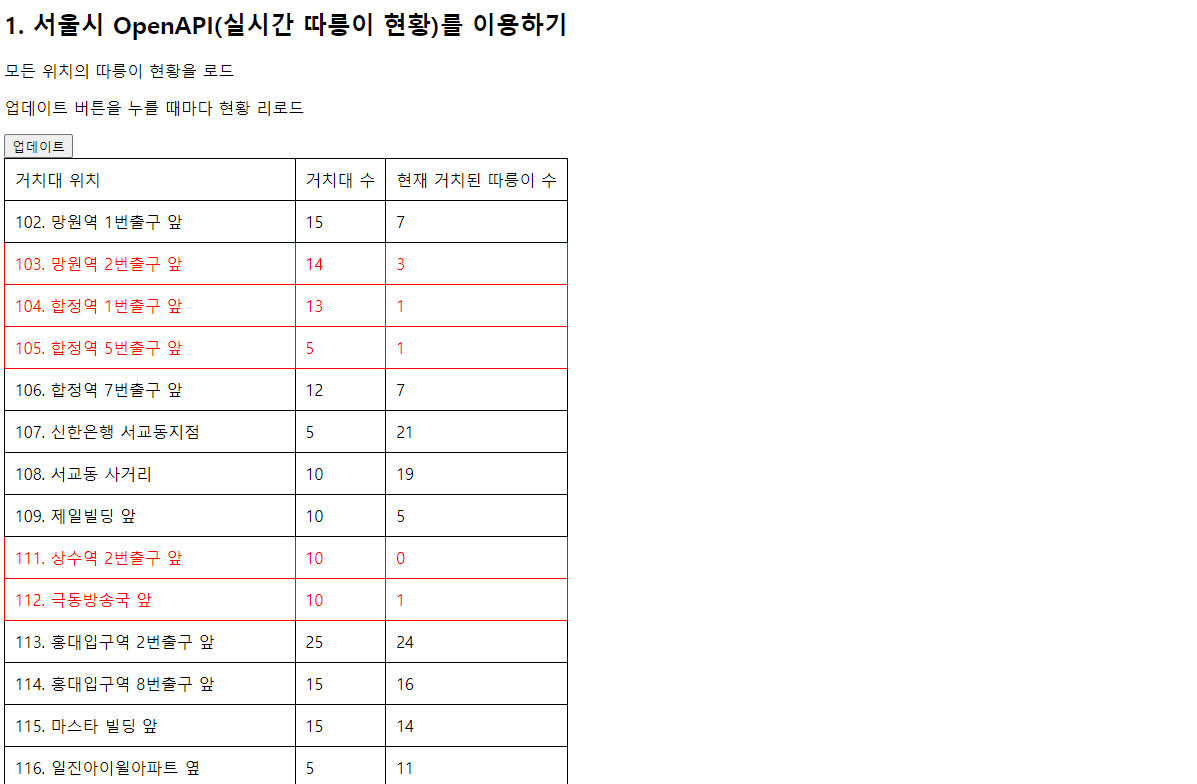 1. 서울시 OpenAPI(실시간 따릉이 현황)를 이용하기
모든 위치의 따릉이 현황을 로드
업데이트 버튼을 누를 때마다 현황 리로드
업데이트
거치대 위치 거치대 수 현재 거치된 따릉이 수
102. 망원역 1번출구 앞 15 7
103. 망원역 2번출구 앞 14 3
104. 합정역 1번출구 앞 13 1
105. 합정역 5번출구 앞 5 1
106. 합정역 7번출구 앞 12 7
107. 신한은행 서교동지점 5 21
108. 서교동 사거리 10 19
109. 제일빌딩 앞 10 5
111. 상수역 2번출구 앞 10 0
112. 극동방송국 앞 10 1
113. 홍대입구역 2번출구 앞 25 24
114. 홍대입구역 8번출구 앞 15 16
115. 마스타 빌딩 앞 15 14
116. 일진아이윌아파트 옆 5 11